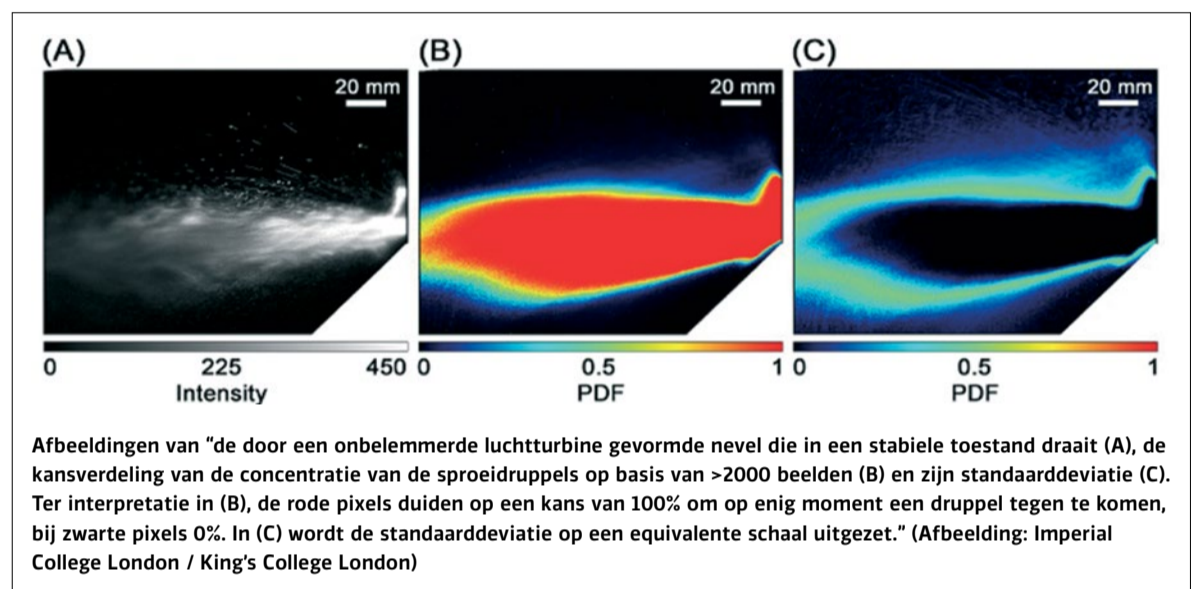 (A) (B) (C)
20 mm 20 mm 20 mm
0 225 450 0 0.5 1 0 0.5 1
Intensity PDF PDF
Afbeeldingen van “de door een onbelemmerde luchtturbine gevormde nevel die in een stabiele toestand draait (A), de
kansverdeling van de concentratie van de sproeidruppels op basis van >2000 beelden (B) en zijn standaarddeviatie (C).
Ter interpretatie in (B), de rode pixels duiden op een kans van 100% om op enig moment een druppel tegen te komen,
bij zwarte pixels 0%. In (C) wordt de standaarddeviatie op een equivalente schaal uitgezet.” (Afbeelding: Imperial
College London / King’s College London)